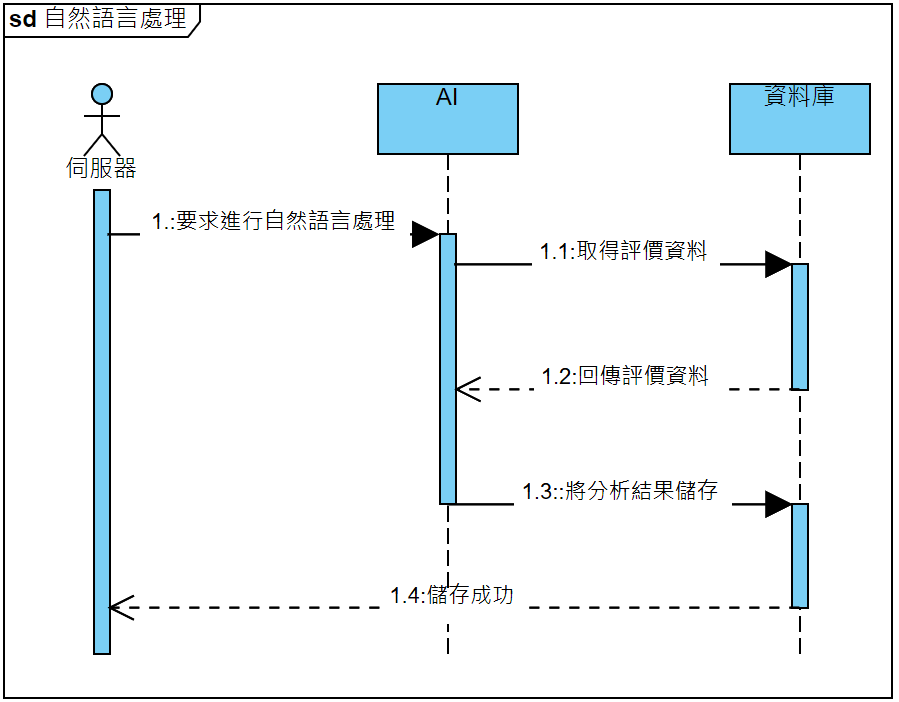 sd 自然語言處理
AI
資料庫
伺服器
1.:要求進行自然語言處理
1.1:取得評價資料
1.2:回傳評價資料
1.3::將分析結果儲存
1.4:儲存成功